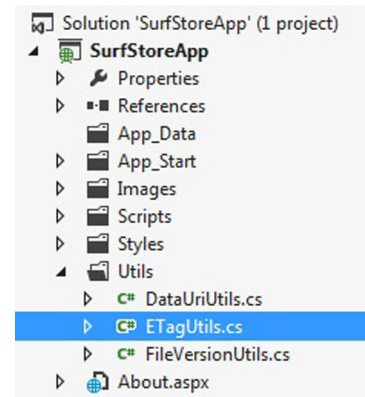 Solution 'SurfStoreApp' (1 project)
SurfStoreApp
Properties
References
App_Data
App_Start
Images
Scripts
Styles
Utils
C# DataUriUtils.cs
C# ETagUtils.cs
C# FileVersionUtils.cs
About.aspx